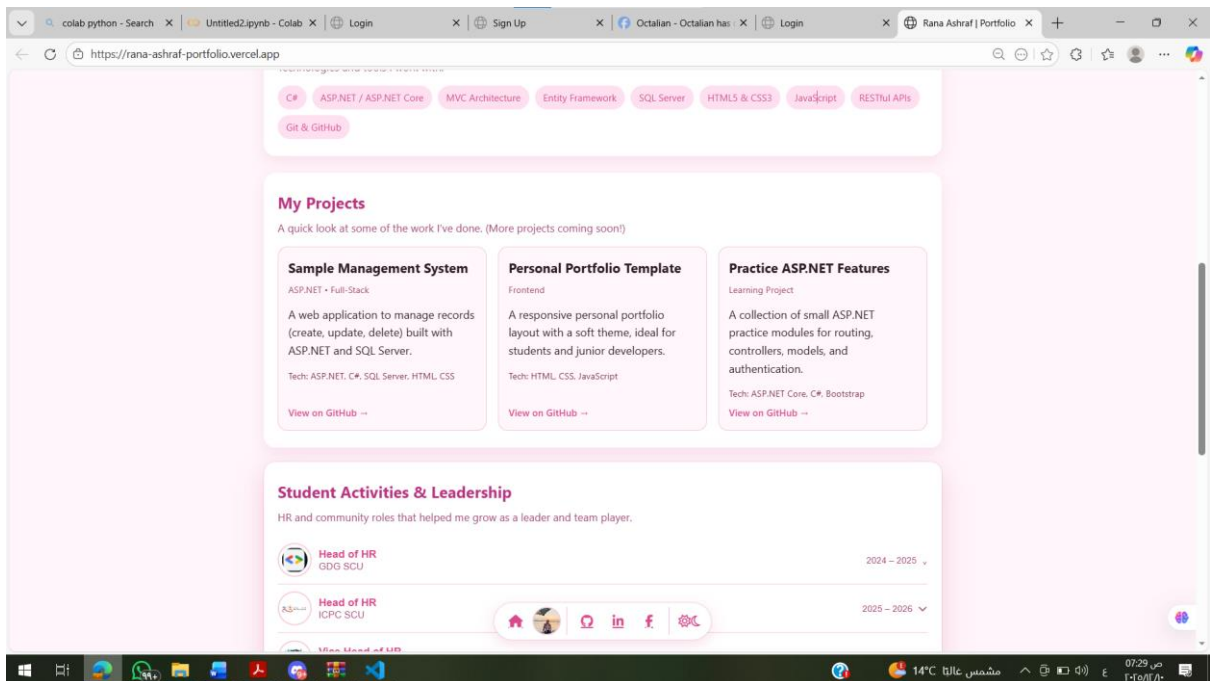 colab python - Search
Untitled2.ipynb - Colab
Login
Sign Up
Octalian - Octalian has
Login
Rana Ashraf | Portfolio
https://rana-ashraf-portfolio.vercel.app
C#
ASP.NET / ASP.NET Core
MVC Architecture
Entity Framework
SQL Server
HTML5 & CSS3
JavaScript
RESTful APIs
Git & GitHub
My Projects
A quick look at some of the work I've done. (More projects coming soon!)
Sample Management System
ASP.NET • Full-Stack
A web application to manage records
(create, update, delete) built with
ASP.NET and SQL Server.
Tech: ASP.NET, C#, SQL Server, HTML, CSS
View on GitHub →
Personal Portfolio Template
Frontend
A responsive personal portfolio
layout with a soft theme, ideal for
students and junior developers.
Tech: HTML, CSS, JavaScript
View on GitHub →
Practice ASP.NET Features
Learning Project
A collection of small ASP.NET
practice modules for routing,
controllers, models, and
authentication.
Tech: ASP.NET Core, C#, Bootstrap
View on GitHub →
Student Activities & Leadership
HR and community roles that helped me grow as a leader and team player.
Head of HR
GDG SCU
2024 – 2025
Head of HR
ICPC SCU
2025 – 2026
in
f
Vice Head of HR
99+
14°C مشمس غالبًا
ع
07:29 ص